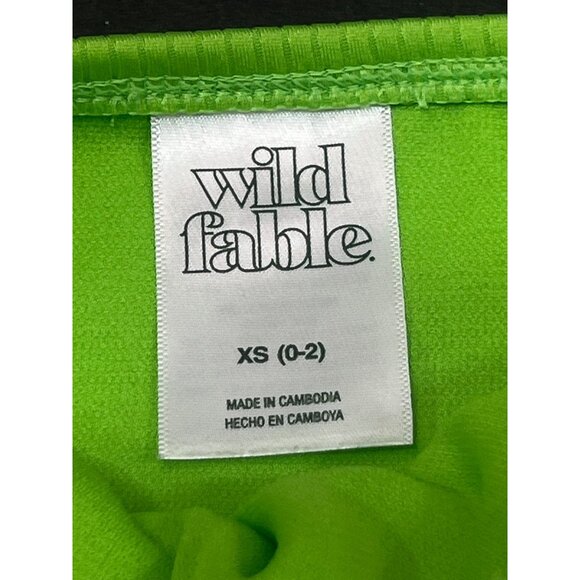 wild
fable.
XS (0-2)
MADE IN CAMBODIA
HECHO EN CAMBOYA